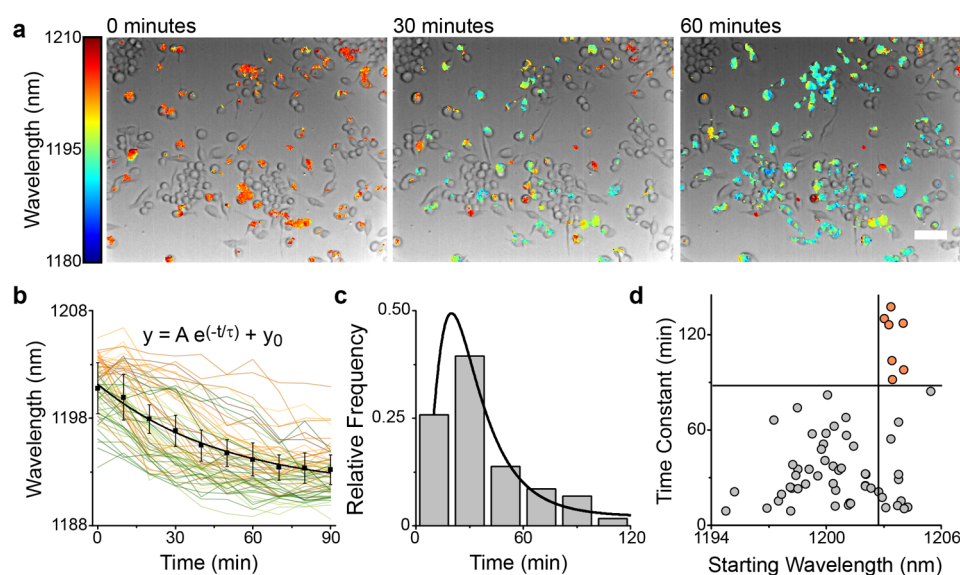 a
0 minutes
30 minutes
60 minutes
Wavelength (nm)
1210
1195
1180
b
Wavelength (nm)
1208
1198
1188
y = A e(-t/τ) + y0
0
30
60
90
Time (min)
c
Relative Frequency
0.50
0.25
0
0
60
120
Time (min)
d
Time Constant (min)
120
60
0
1194
1200
1206
Starting Wavelength (nm)